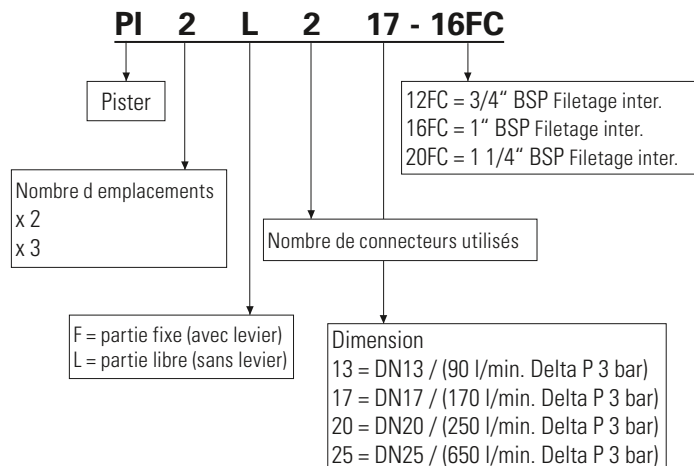 PI 2 L 2 17 - 16FC
Pister
12FC = 3/4“ BSP Filetage inter.
16FC = 1“ BSP Filetage inter.
20FC = 1 1/4“ BSP Filetage inter.
Nombre d emplacements
x 2
x 3
Nombre de connecteurs utilisés
F = partie fixe (avec levier)
L = partie libre (sans levier)
Dimension
13 = DN13 / (90 l/min. Delta P 3 bar)
17 = DN17 / (170 l/min. Delta P 3 bar)
20 = DN20 / (250 l/min. Delta P 3 bar)
25 = DN25 / (650 l/min. Delta P 3 bar)